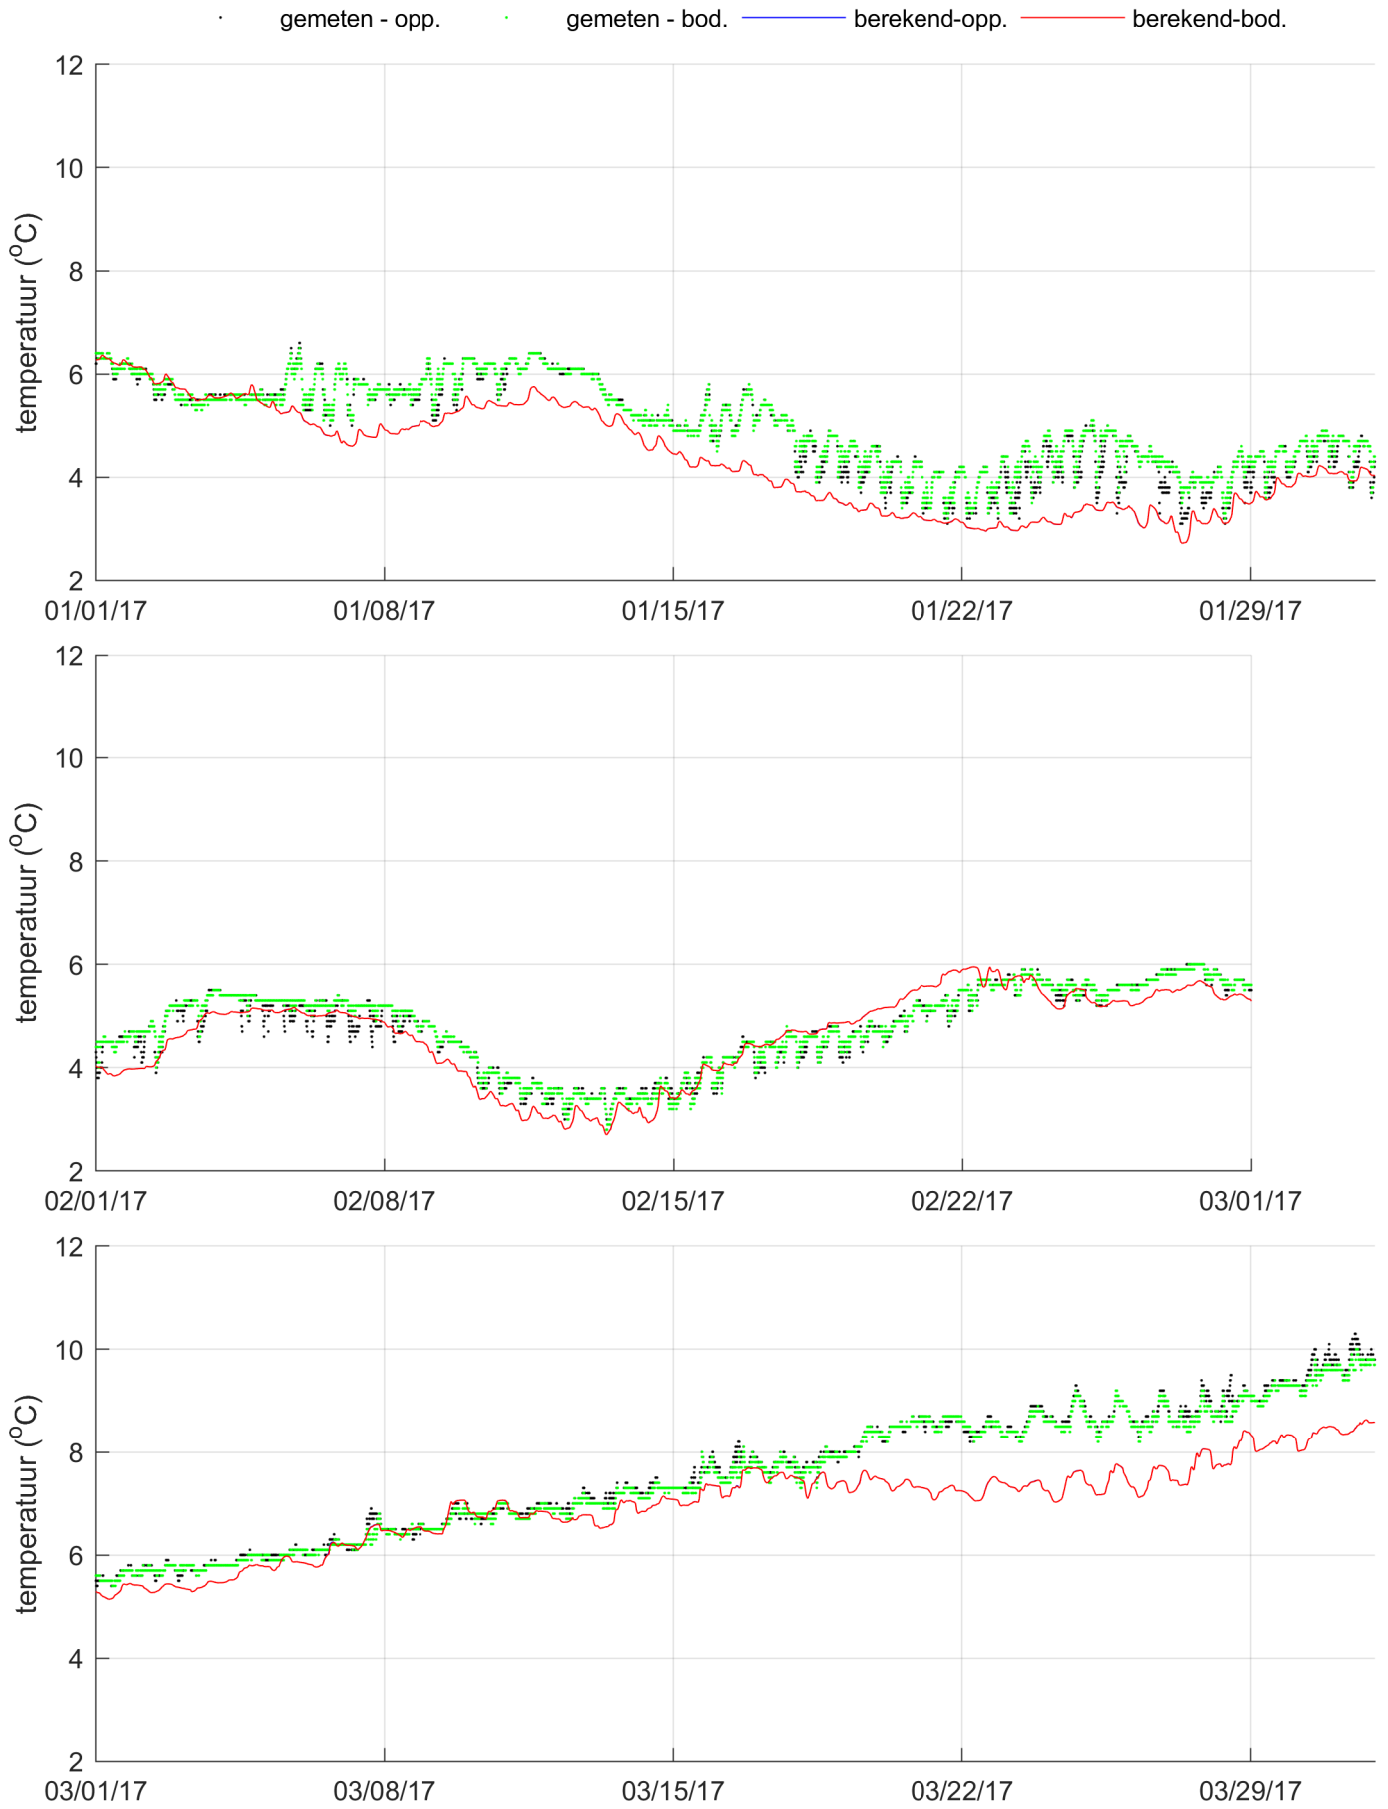 gemeten - opp. gemeten - bod. berekend-opp. berekend-bod.
12
10
8
6
4
2
temperatuur (°C)
01/01/17 01/08/17 01/15/17 01/22/17 01/29/17
12
10
8
6
4
2
temperatuur (°C)
02/01/17 02/08/17 02/15/17 02/22/17 03/01/17
12
10
8
6
4
2
temperatuur (°C)
03/01/17 03/08/17 03/15/17 03/22/17 03/29/17